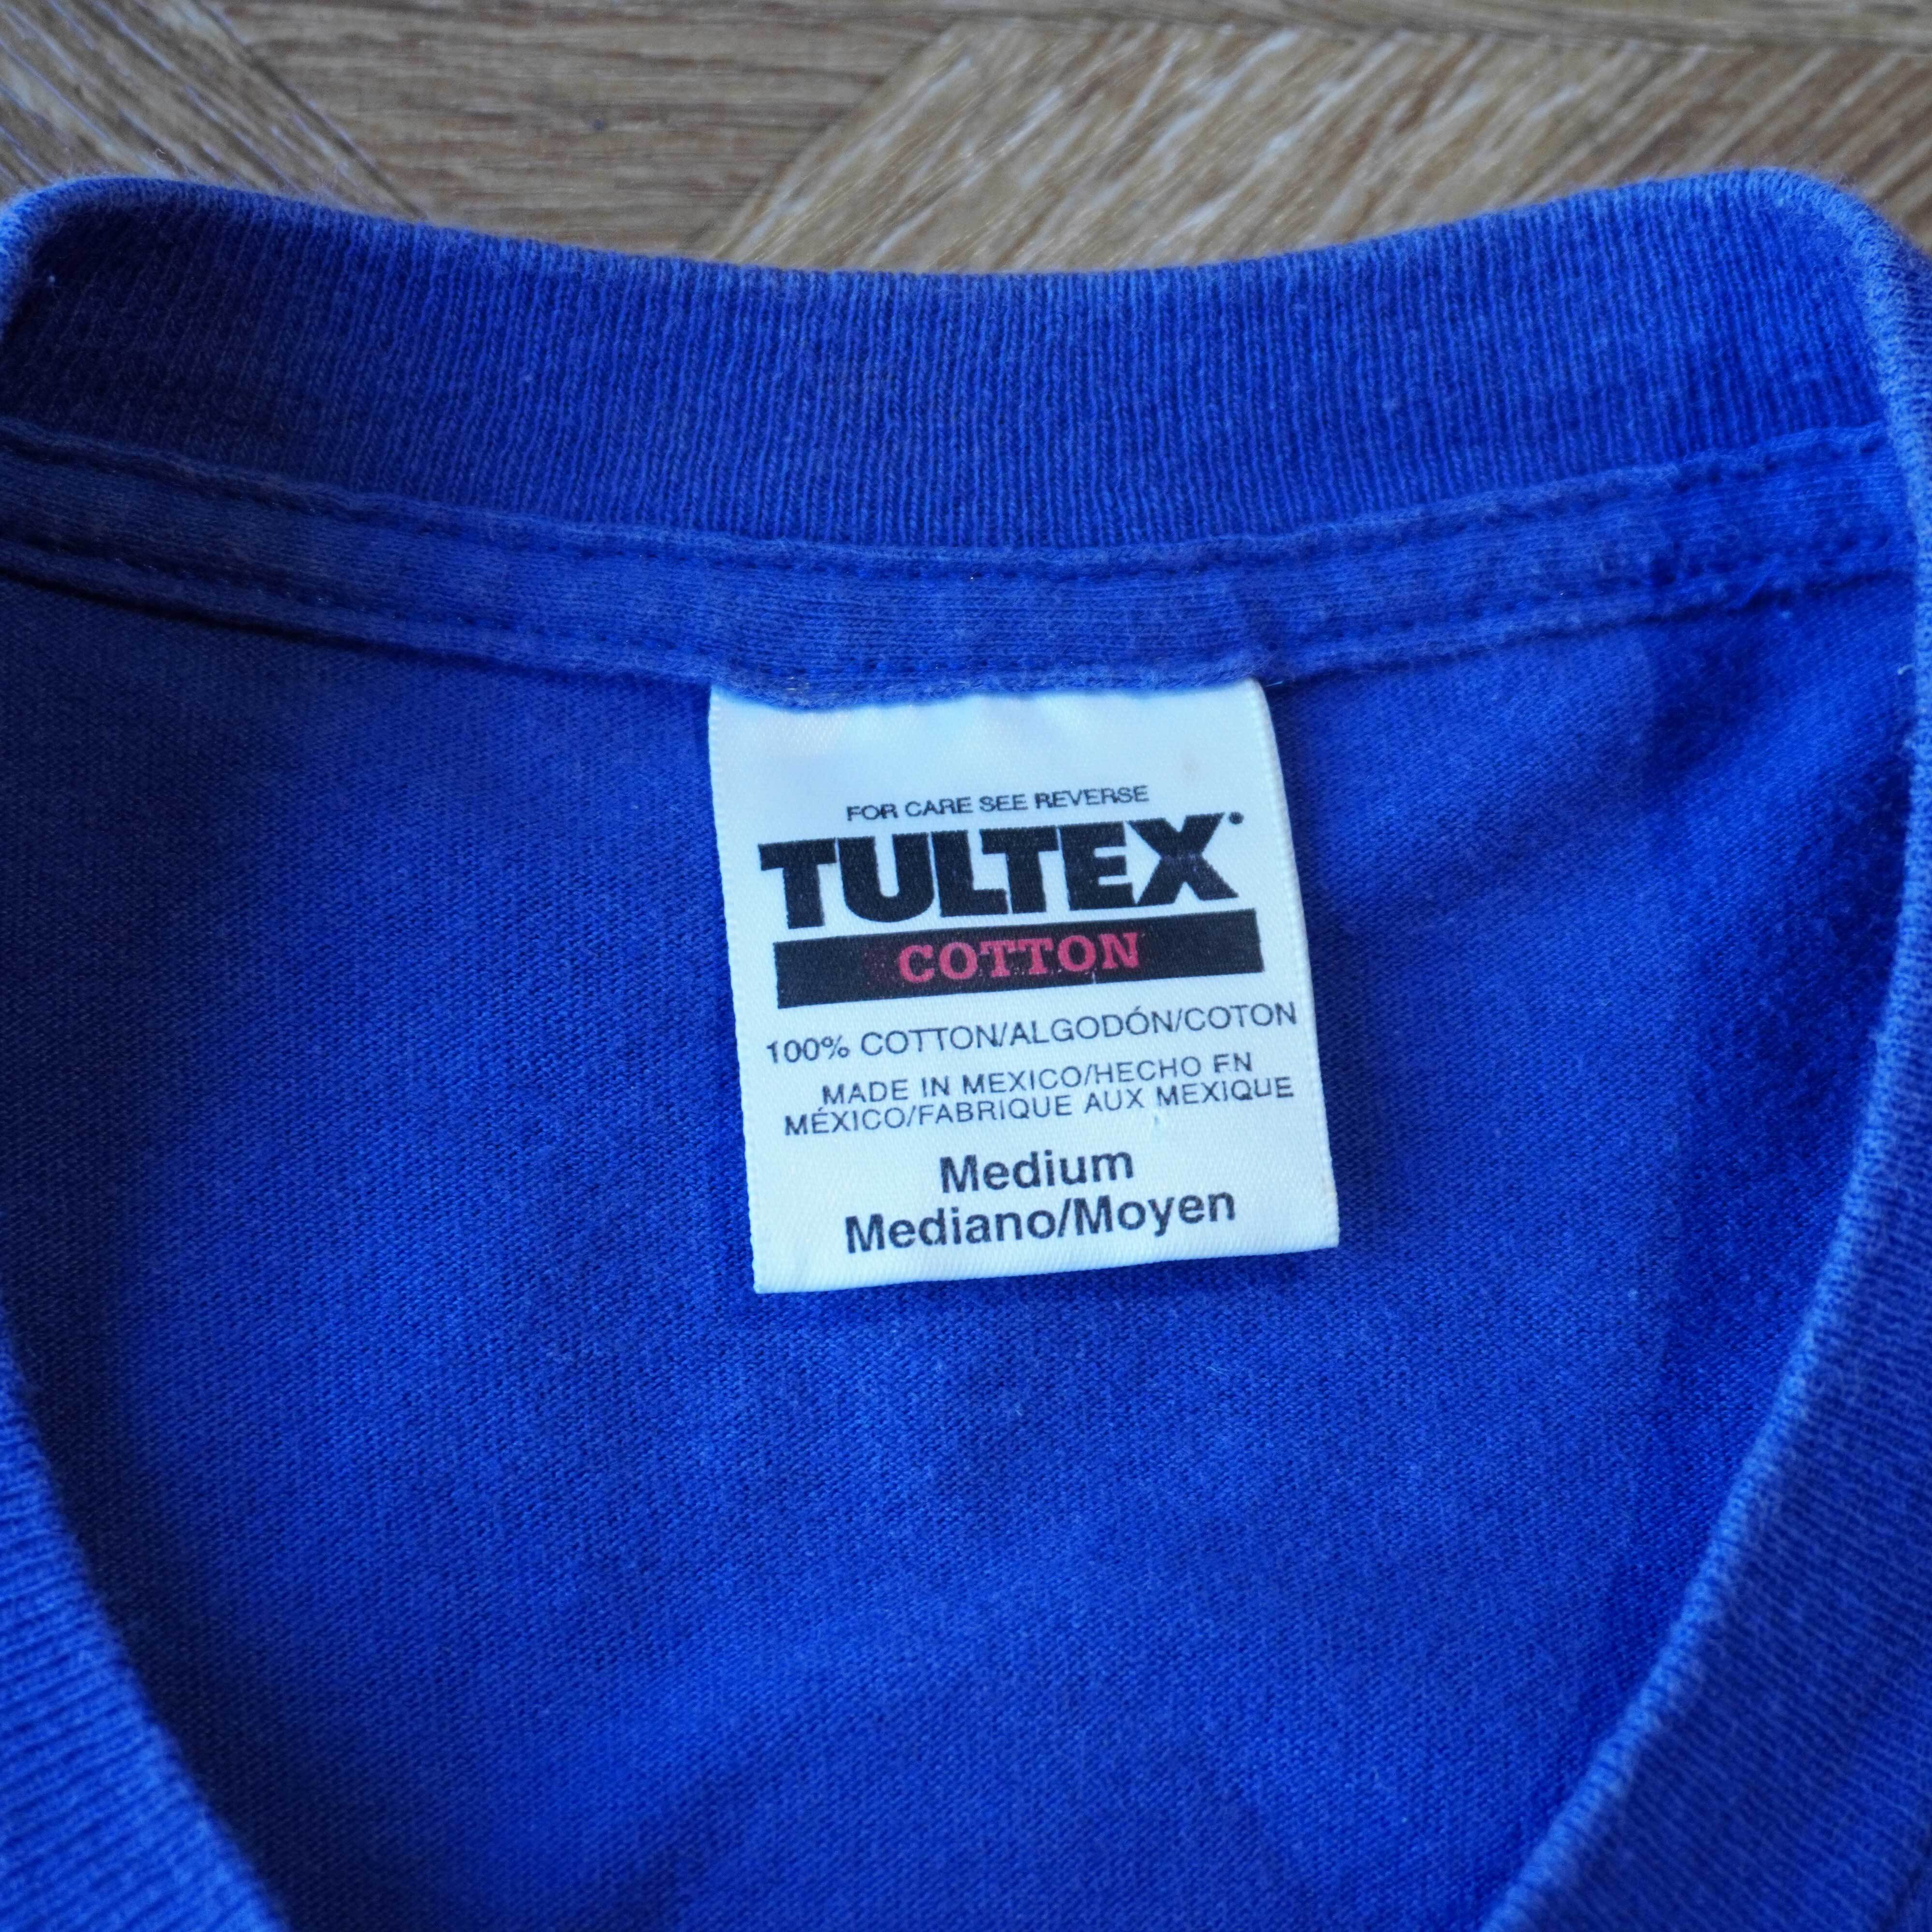 FOR CARE SEE REVERSE
TULTEX
COTTON
100% COTTON/ALGODÓN/COTON
MADE IN MEXICO/HECHO EN
MÉXICO/FABRIQUE AUX MEXIQUE
Medium
Mediano/Moyen